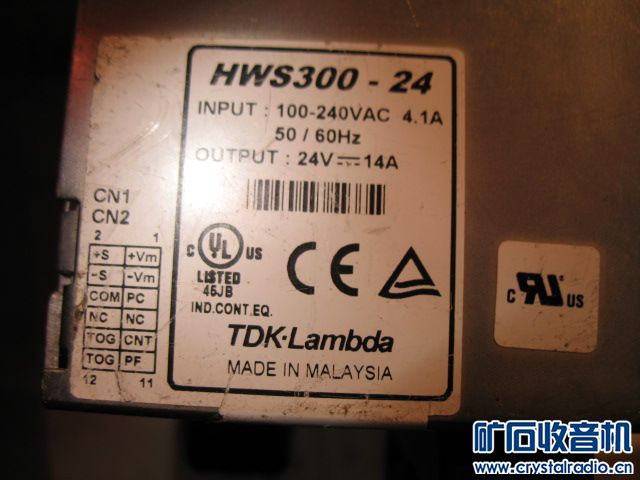 HWS300 - 24
INPUT : 100-240VAC 4.1A
50 / 60Hz
OUTPUT : 24V⎓14A
CN1
CN2
2 1
+S +Vm
-S -Vm
COM PC
NC NC
TOG CNT
TOG PF
12 11
C UL US
LISTED
45JB
IND.CONT.EQ.
CE
TDK·Lambda
MADE IN MALAYSIA
C RU US
矿石收音机
www.crystalradio.cn